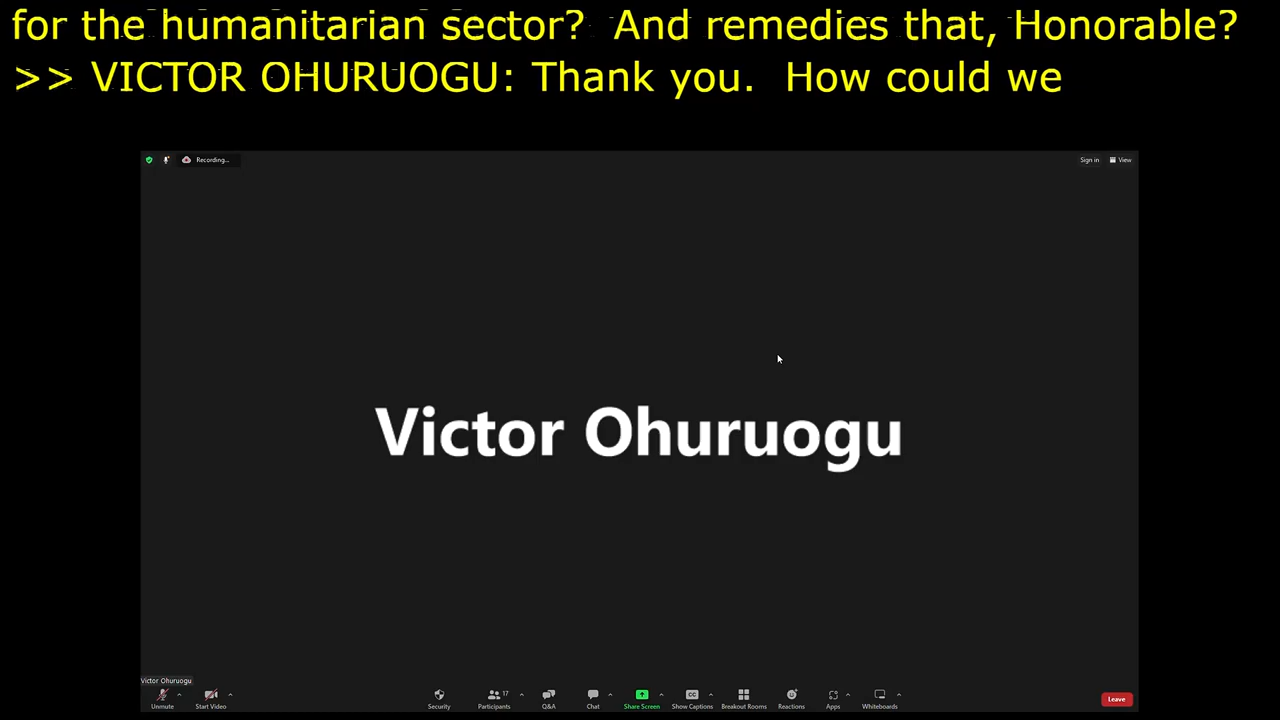 for the humanitarian sector?  And remedies that, Honorable?
>> VICTOR OHURUOGU: Thank you.  How could we
Recording...
Sign in
View
Victor Ohuruogu
Victor Ohuruogu
17
CC
Unmute
Start Video
Security
Participants
Q&A
Chat
Share Screen
Show Captions
Breakout Rooms
Reactions
Apps
Whiteboards
Leave